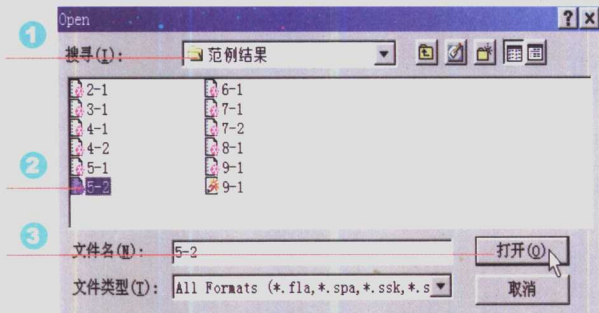 Open
1
搜寻(I):
范例结果
2-1
3-1
4-1
4-2
5-1
5-2
6-1
7-1
7-2
8-1
9-1
9-1
2
3
文件名(N):
5-2
打开(O)
文件类型(T):
All Formats (*.fla,*.spa,*.ssk,*.s
取消